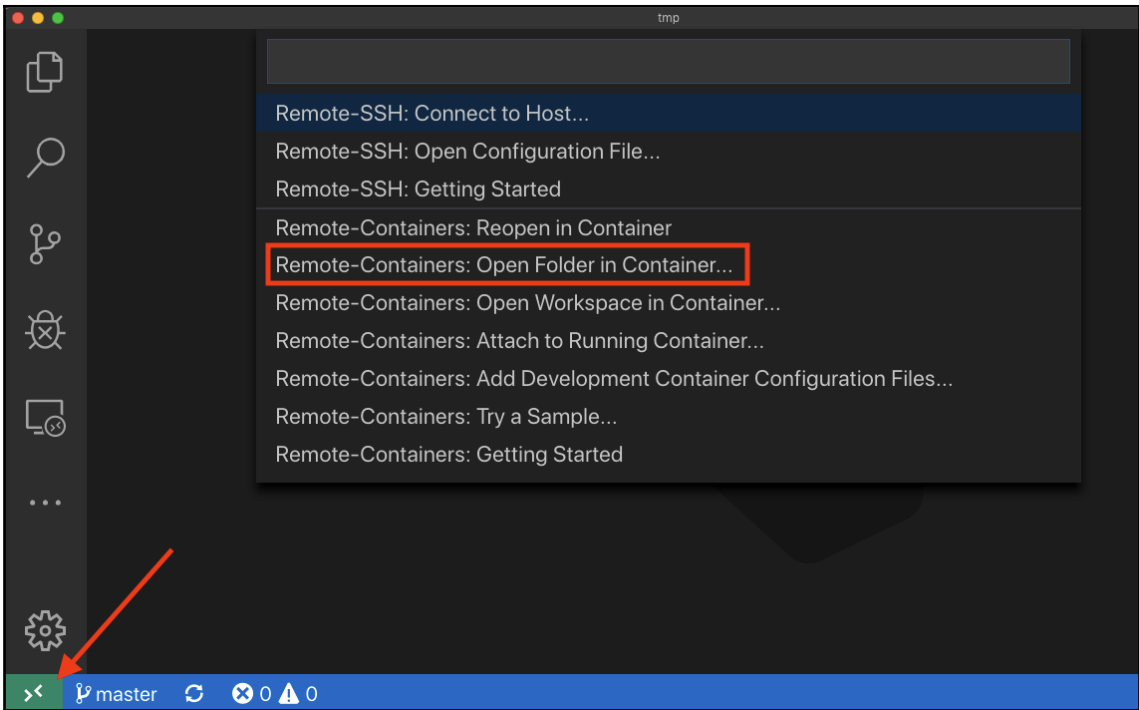 tmp
Remote-SSH: Connect to Host...
Remote-SSH: Open Configuration File...
Remote-SSH: Getting Started
Remote-Containers: Reopen in Container
Remote-Containers: Open Folder in Container...
Remote-Containers: Open Workspace in Container...
Remote-Containers: Attach to Running Container...
Remote-Containers: Add Development Container Configuration Files...
Remote-Containers: Try a Sample...
Remote-Containers: Getting Started
master 0 0